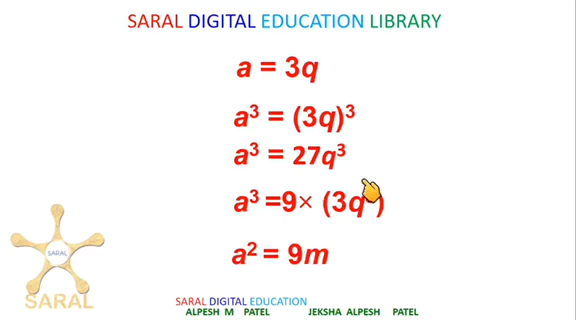 SARAL DIGITAL EDUCATION LIBRARY
a = 3q
a³ = (3q)³
a³ = 27q³
a³ =9× (3q )
a² = 9m
SARAL
SARAL
SARAL DIGITAL EDUCATION
ALPESH M PATEL JEKSHA ALPESH PATEL